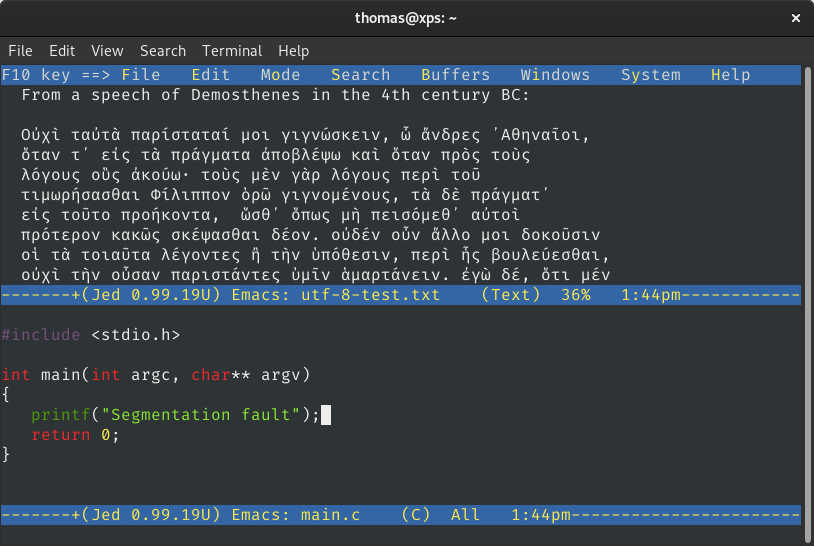 thomas@xps: ~ ×
File Edit View Search Terminal Help
F10 key ==> File Edit Mode Search Buffers Windows System Help
From a speech of Demosthenes in the 4th century BC:
Οὐχὶ ταὐτὰ παρίσταταί μοι γιγνώσκειν, ὦ ἄνδρες ᾿Αθηναῖοι,
ὅταν τ᾿ εἰς τὰ πράγματα ἀποβλέψω καὶ ὅταν πρὸς τοὺς
λόγους οὓς ἀκούω· τοὺς μὲν γὰρ λόγους περὶ τοῦ
τιμωρήσασθαι Φίλιππον ὁρῶ γιγνομένους, τὰ δὲ πράγματ᾿
εἰς τοῦτο προήκοντα, ὥσθ᾿ ὅπως μὴ πεισόμεθ᾿ αὐτοὶ
πρότερον κακῶς σκέψασθαι δέον. οὐδέν οὖν ἄλλο μοι δοκοῦσιν
οἱ τὰ τοιαῦτα λέγοντες ἢ τὴν ὑπόθεσιν, περὶ ἧς βουλεύεσθαι,
οὐχὶ τὴν οὖσαν παριστάντες ὑμῖν ἁμαρτάνειν. ἐγὼ δέ, ὅτι μέν
-------+(Jed 0.99.19U) Emacs: utf-8-test.txt (Text) 36% 1:44pm------------
#include <stdio.h>
int main(int argc, char** argv)
{
printf("Segmentation fault");
return 0;
}
-------+(Jed 0.99.19U) Emacs: main.c (C) All 1:44pm-----------------------